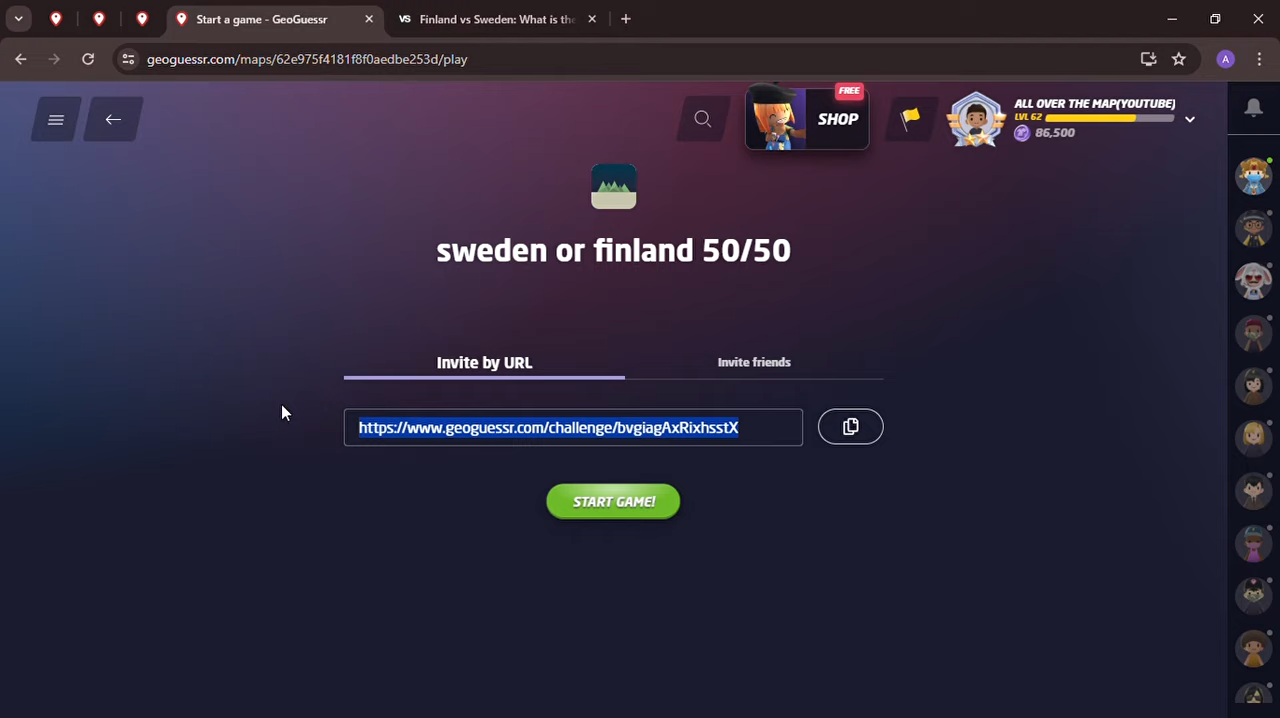 Start a game - GeoGuessr
VS Finland vs Sweden: What is the
geoguessr.com/maps/62e975f4181f8f0aedbe253d/play
A
FREE
SHOP
ALL OVER THE MAP(YOUTUBE)
LVL 62
86,500
sweden or finland 50/50
Invite by URL
Invite friends
https://www.geoguessr.com/challenge/bvgiagAxRixhsstX
START GAME!